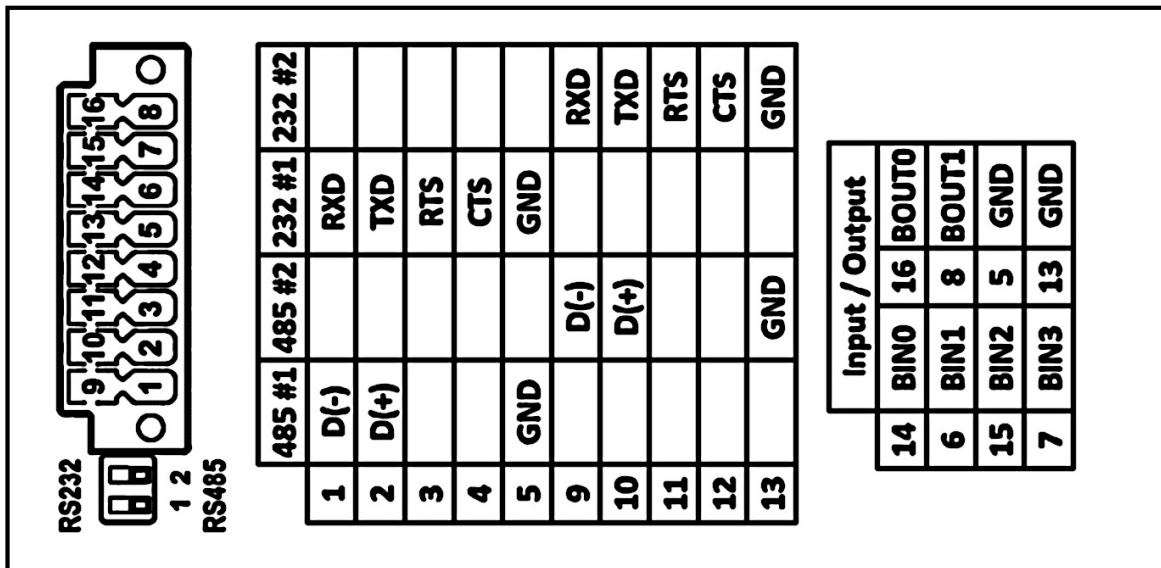 RS232
9 10 11 12 13 14 15 16
1 2 3 4 5 6 7 8
1 2
RS485
485 #1 485 #2 232 #1 232 #2
1 D(-) RXD
2 D(+) TXD
3 RTS
4 CTS
5 GND GND
9 D(-) RXD
10 D(+) TXD
11 RTS
12 CTS
13 GND GND
Input / Output
14 BIN0 16 BOUT0
6 BIN1 8 BOUT1
15 BIN2 5 GND
7 BIN3 13 GND